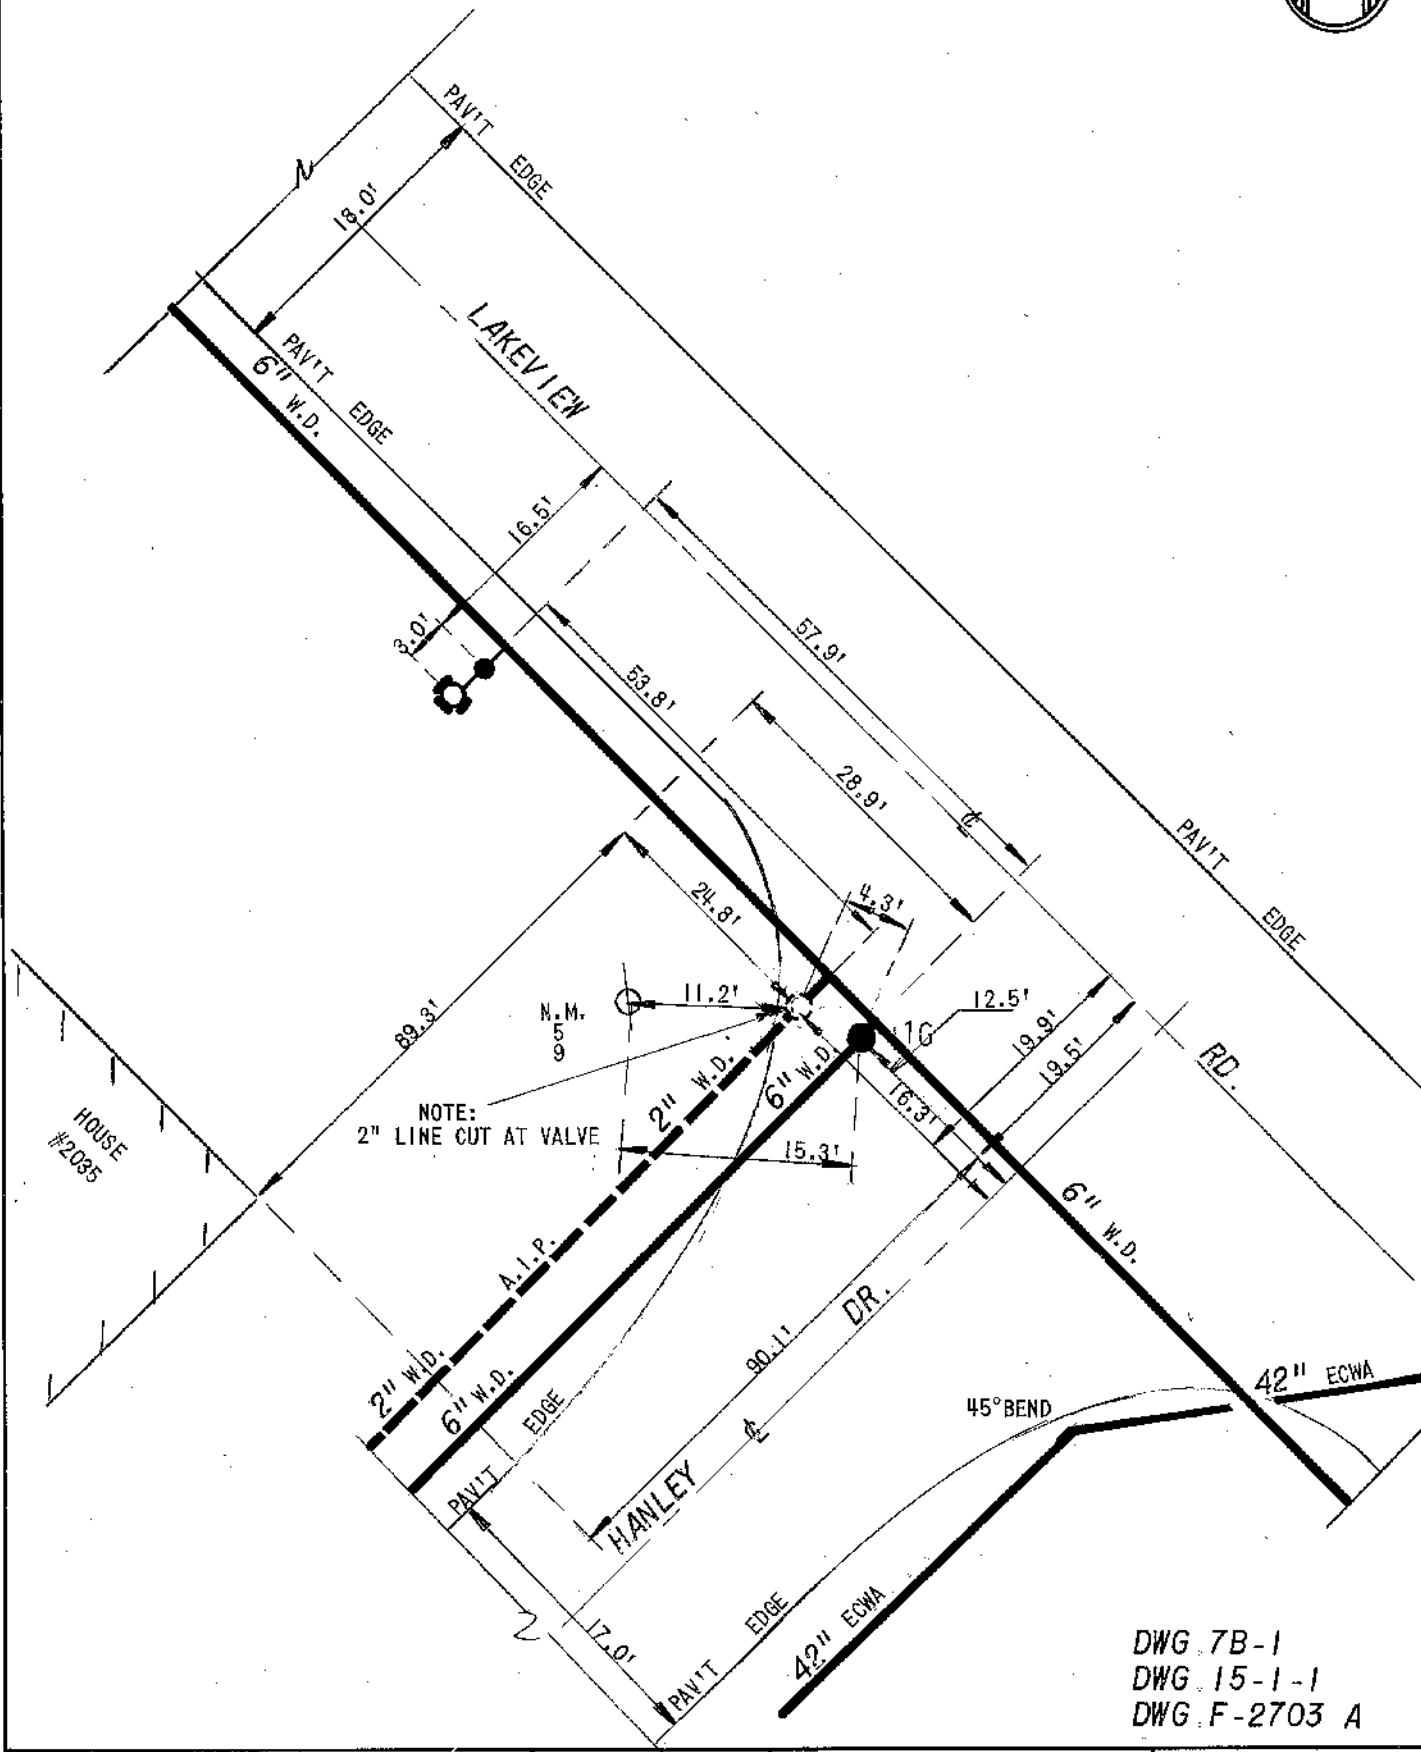 PAV'T
EDGE
N
18.0'
PAV'T
EDGE
6" W.D.
LAKEVIEW
16.5'
3.0'
57.9'
53.8'
28.9'
℄
PAV'T
EDGE
24.8'
4.3'
89.3'
11.2'
12.5'
N.M.
5
9
16
19.9'
19.5'
RD.
2" W.D.
6" W.D.
16.3'
NOTE:
2" LINE CUT AT VALVE
15.3'
HOUSE
#2035
6" W.D.
A.I.P.
DR.
90.1'
2" W.D.
6" W.D.
EDGE
PAV'T
45° BEND
42" ECWA
℄
HANLEY
17.0'
EDGE
PAV'T
42" ECWA
DWG 7B-1
DWG 15-1-1
DWG F-2703 A